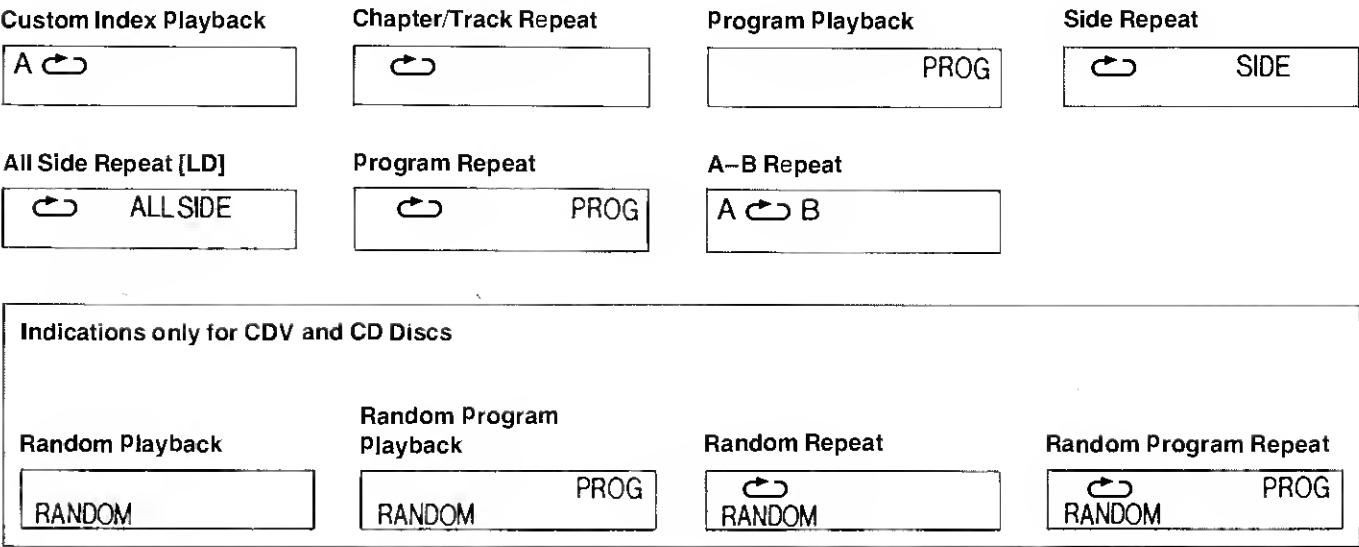 Custom Index Playback
A
Chapter/Track Repeat
Program Playback
PROG
Side Repeat
SIDE
All Side Repeat [LD]
ALL SIDE
Program Repeat
PROG
A–B Repeat
A B
Indications only for CDV and CD Discs
Random Playback
RANDOM
Random Program
Playback
PROG
RANDOM
Random Repeat
RANDOM
Random Program Repeat
PROG
RANDOM